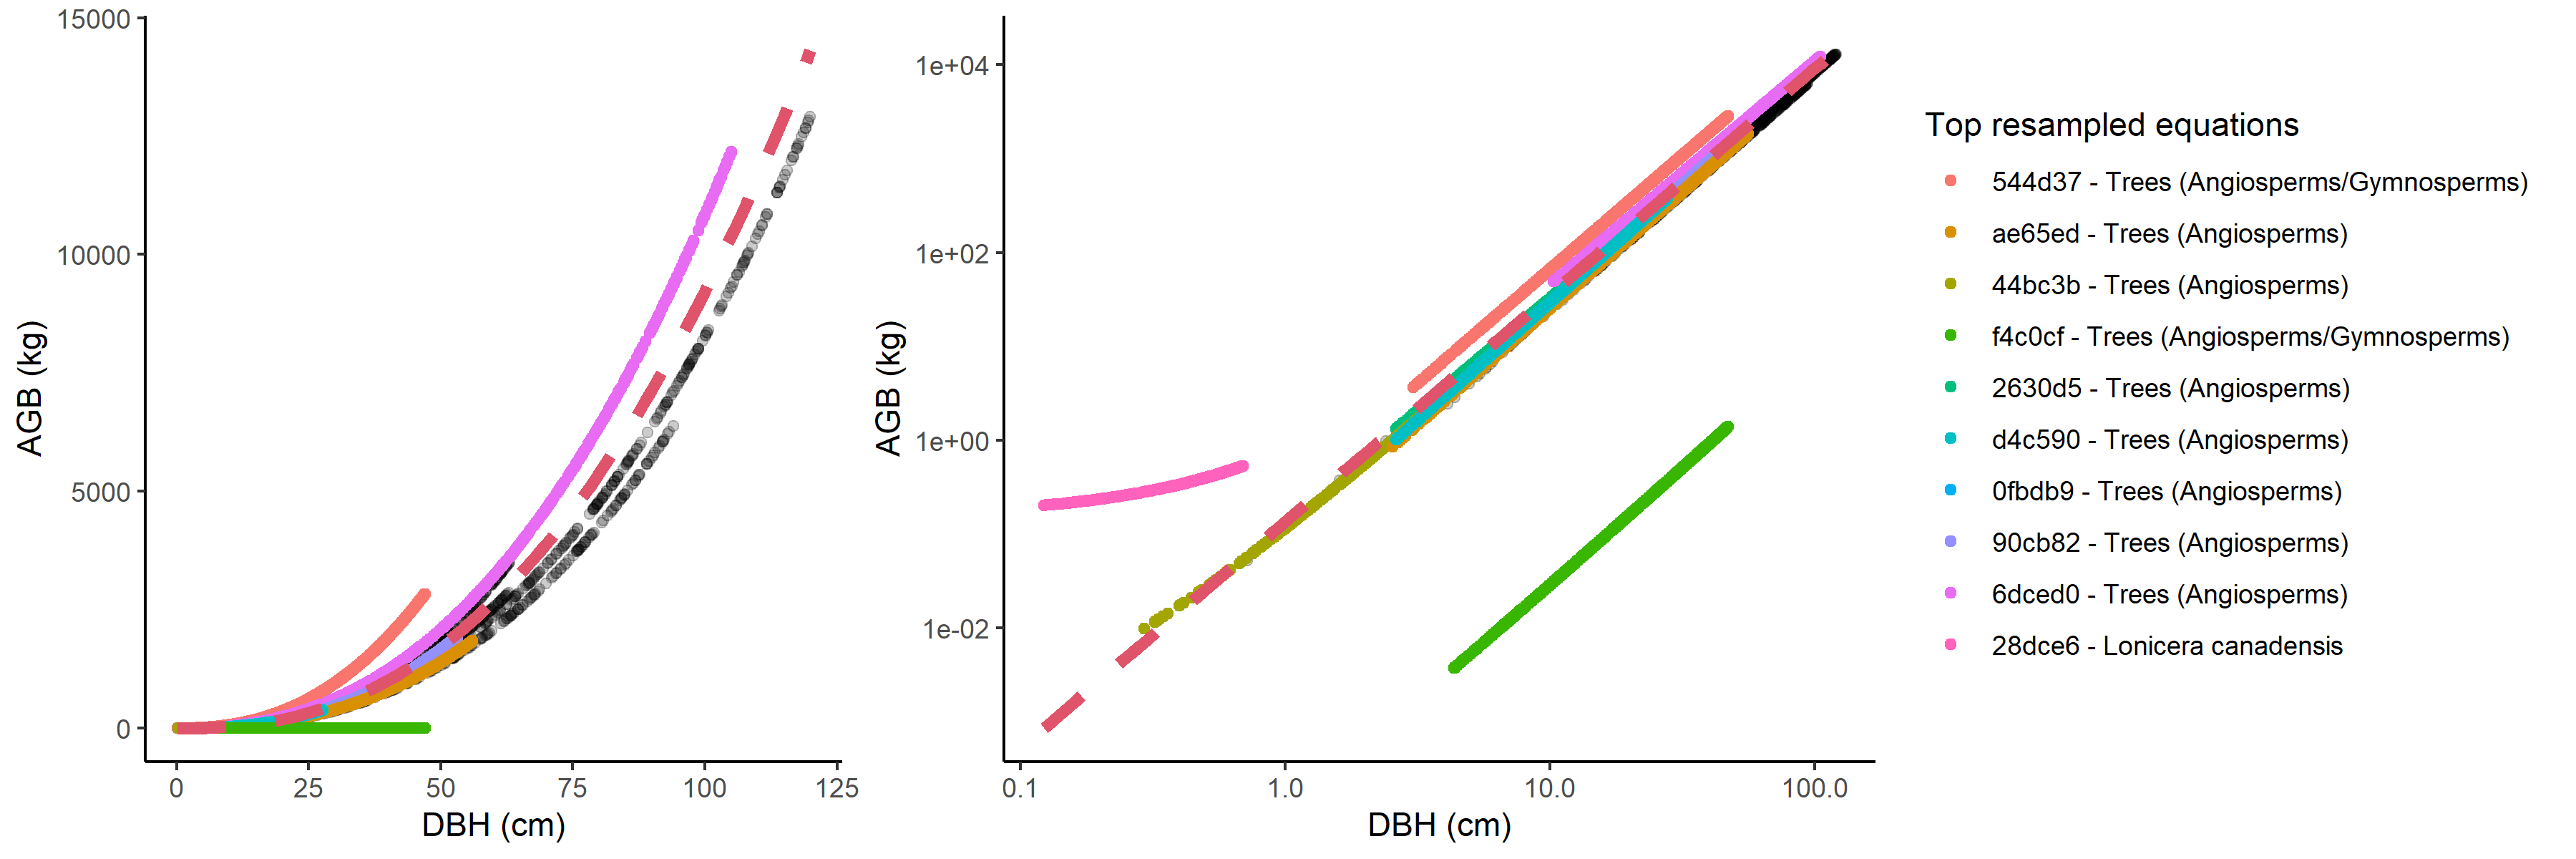 15000
10000
5000
0
AGB (kg)
0 25 50 75 100 125
DBH (cm)
1e+04
1e+02
1e+00
1e-02
AGB (kg)
0.1 1.0 10.0 100.0
DBH (cm)
Top resampled equations
544d37 - Trees (Angiosperms/Gymnosperms)
ae65ed - Trees (Angiosperms)
44bc3b - Trees (Angiosperms)
f4c0cf - Trees (Angiosperms/Gymnosperms)
2630d5 - Trees (Angiosperms)
d4c590 - Trees (Angiosperms)
0fbdb9 - Trees (Angiosperms)
90cb82 - Trees (Angiosperms)
6dced0 - Trees (Angiosperms)
28dce6 - Lonicera canadensis